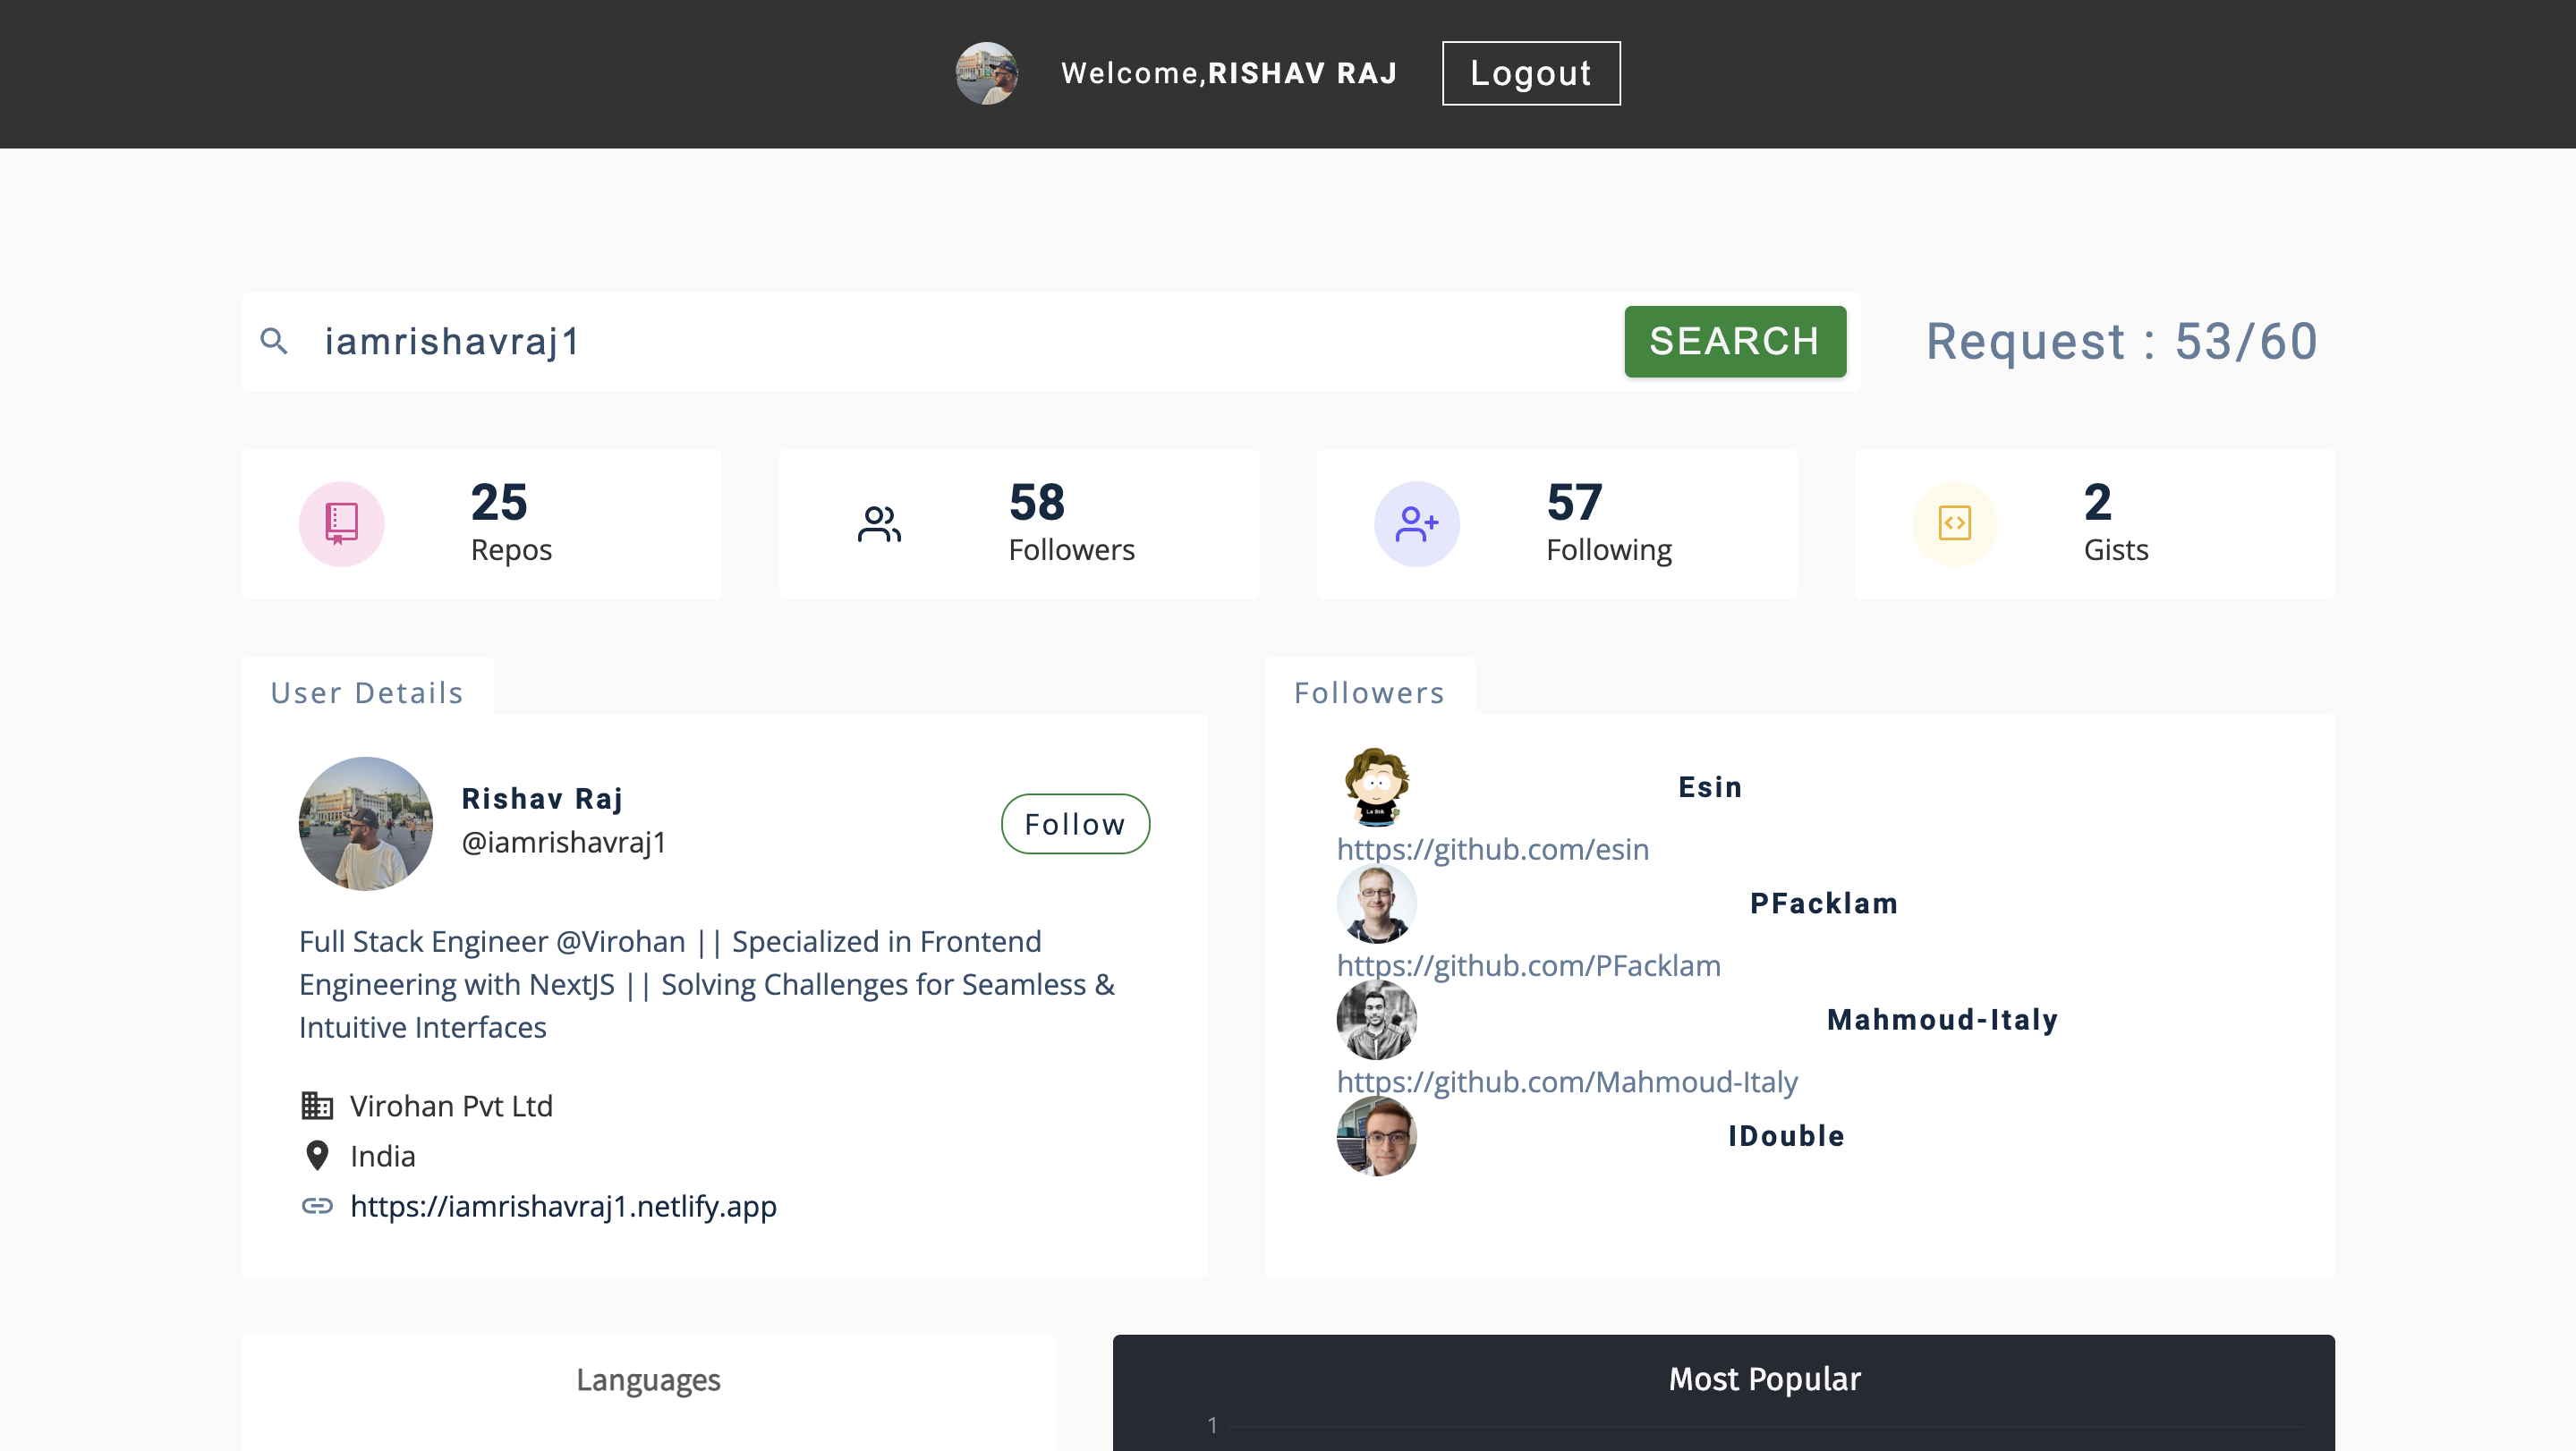 Welcome,RISHAV RAJ
Logout
iamrishavraj1
SEARCH
Request : 53/60
25
Repos
58
Followers
57
Following
2
Gists
User Details
Rishav Raj
@iamrishavraj1
Follow
Full Stack Engineer @Virohan || Specialized in Frontend
Engineering with NextJS || Solving Challenges for Seamless &
Intuitive Interfaces
Virohan Pvt Ltd
India
https://iamrishavraj1.netlify.app
Followers
Esin
https://github.com/esin
PFacklam
https://github.com/PFacklam
Mahmoud-Italy
https://github.com/Mahmoud-Italy
IDouble
Languages
Most Popular
1